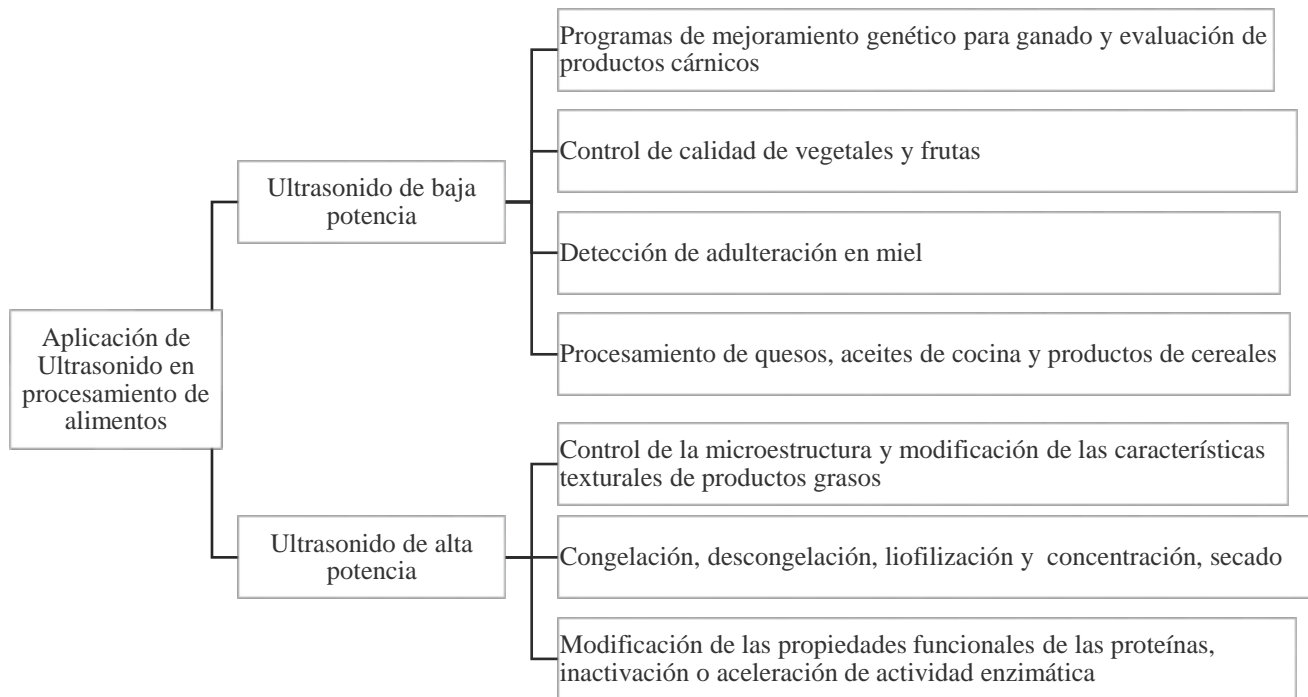 Aplicación de
Ultrasonido en
procesamiento de
alimentos
Ultrasonido de baja
potencia
Programas de mejoramiento genético para ganado y evaluación de
productos cárnicos
Control de calidad de vegetales y frutas
Detección de adulteración en miel
Procesamiento de quesos, aceites de cocina y productos de cereales
Ultrasonido de alta
potencia
Control de la microestructura y modificación de las características
texturales de productos grasos
Congelación, descongelación, liofilización y  concentración, secado
Modificación de las propiedades funcionales de las proteínas,
inactivación o aceleración de actividad enzimática